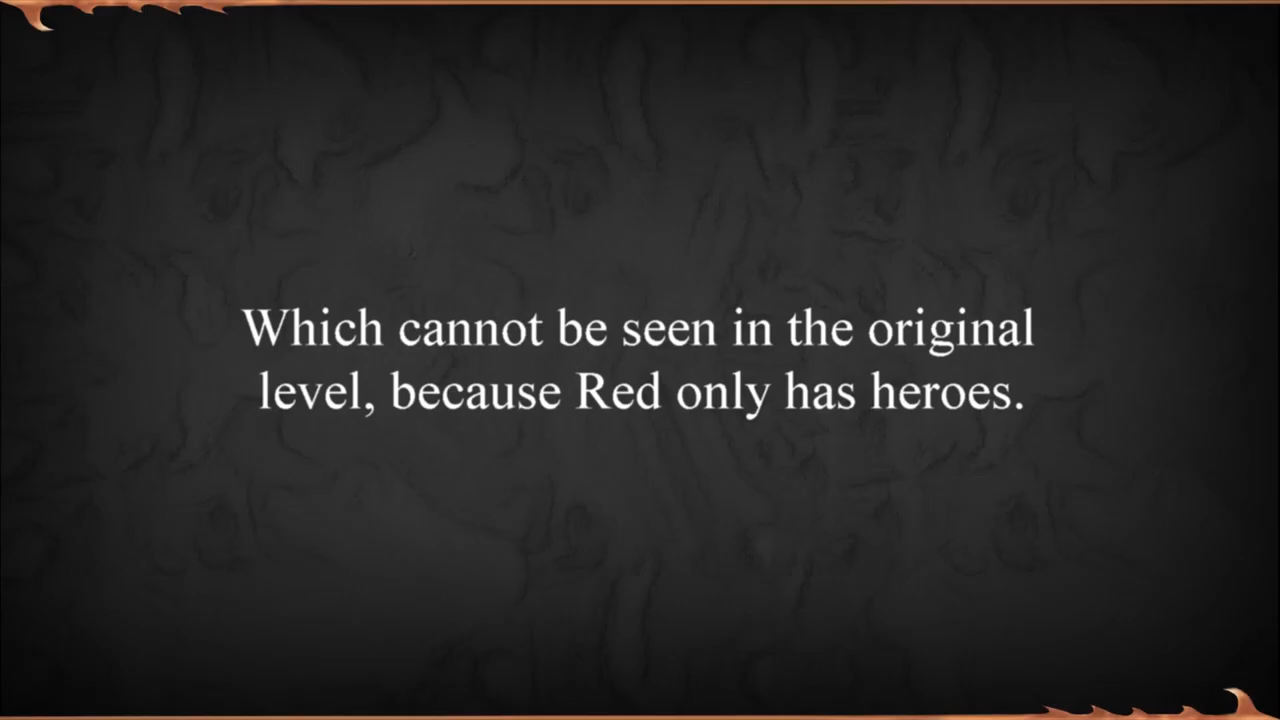 Which cannot be seen in the original
level, because Red only has heroes.